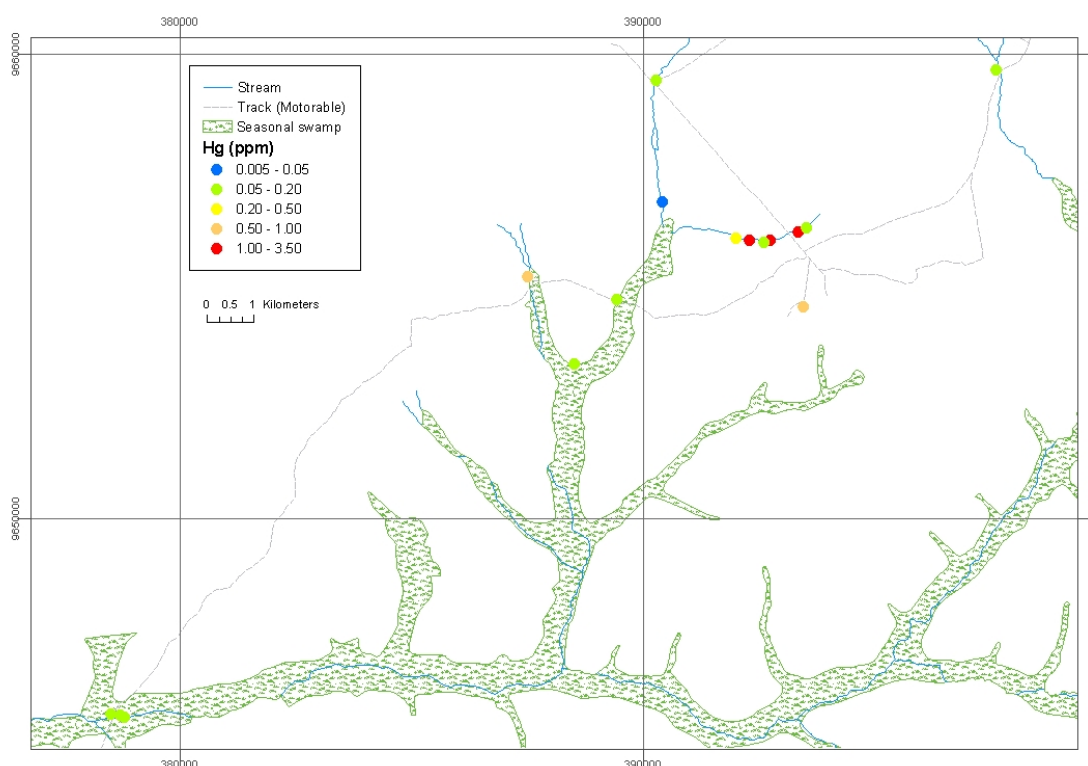 380000 390000
9660000
Stream
Track (Motorable)
Seasonal swamp
Hg (ppm)
0.005 - 0.05
0.05 - 0.20
0.20 - 0.50
0.50 - 1.00
1.00 - 3.50
0 0.5 1 Kilometers
9650000
380000 390000